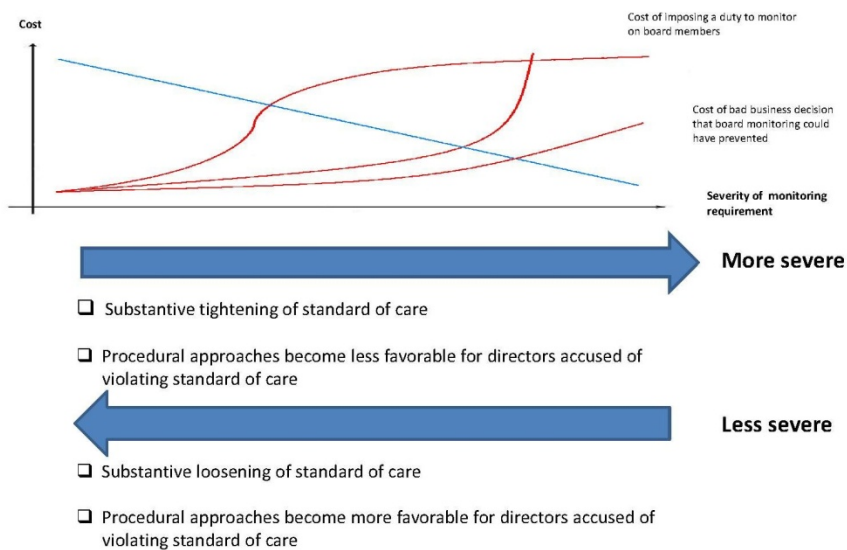 Cost
Cost of imposing a duty to monitor
on board members
Cost of bad business decision
that board monitoring could
have prevented
Severity of monitoring
requirement
More severe
Substantive tightening of standard of care
Procedural approaches become less favorable for directors accused of
violating standard of care
Less severe
Substantive loosening of standard of care
Procedural approaches become more favorable for directors accused of
violating standard of care